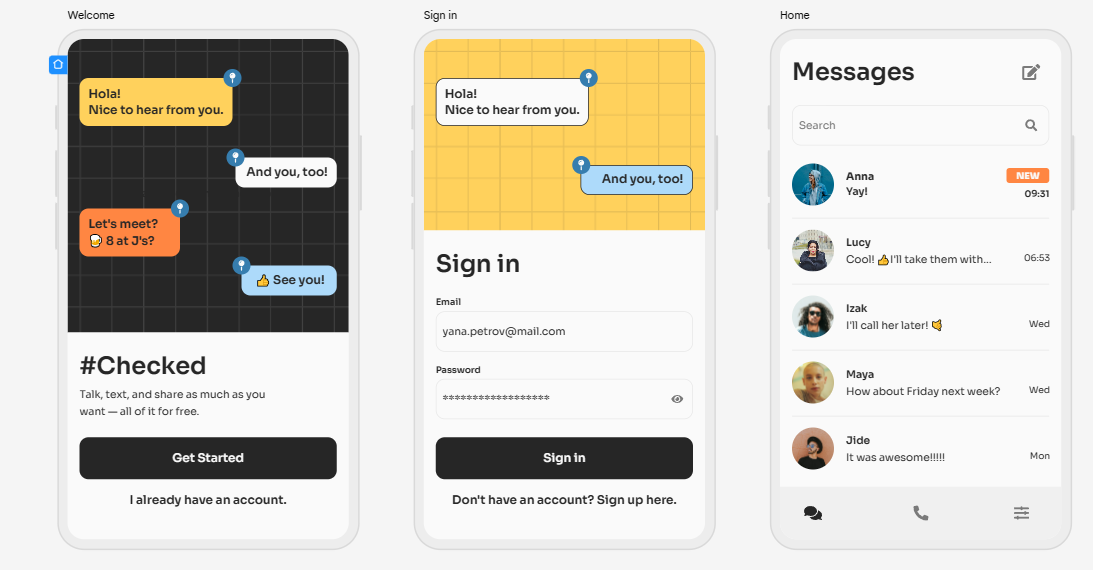 Welcome
Hola!
Nice to hear from you.
And you, too!
Let's meet?
🍺 8 at J's?
👍 See you!
#Checked
Talk, text, and share as much as you
want — all of it for free.
Get Started
I already have an account.
Sign in
Hola!
Nice to hear from you.
And you, too!
Sign in
Email
yana.petrov@mail.com
Password
******************
Sign in
Don't have an account? Sign up here.
Home
Messages
Search
Anna
NEW
Yay!
09:31
Lucy
Cool! 👍I'll take them with...
06:53
Izak
I'll call her later! 🤙
Wed
Maya
How about Friday next week?
Wed
Jide
It was awesome!!!!!
Mon